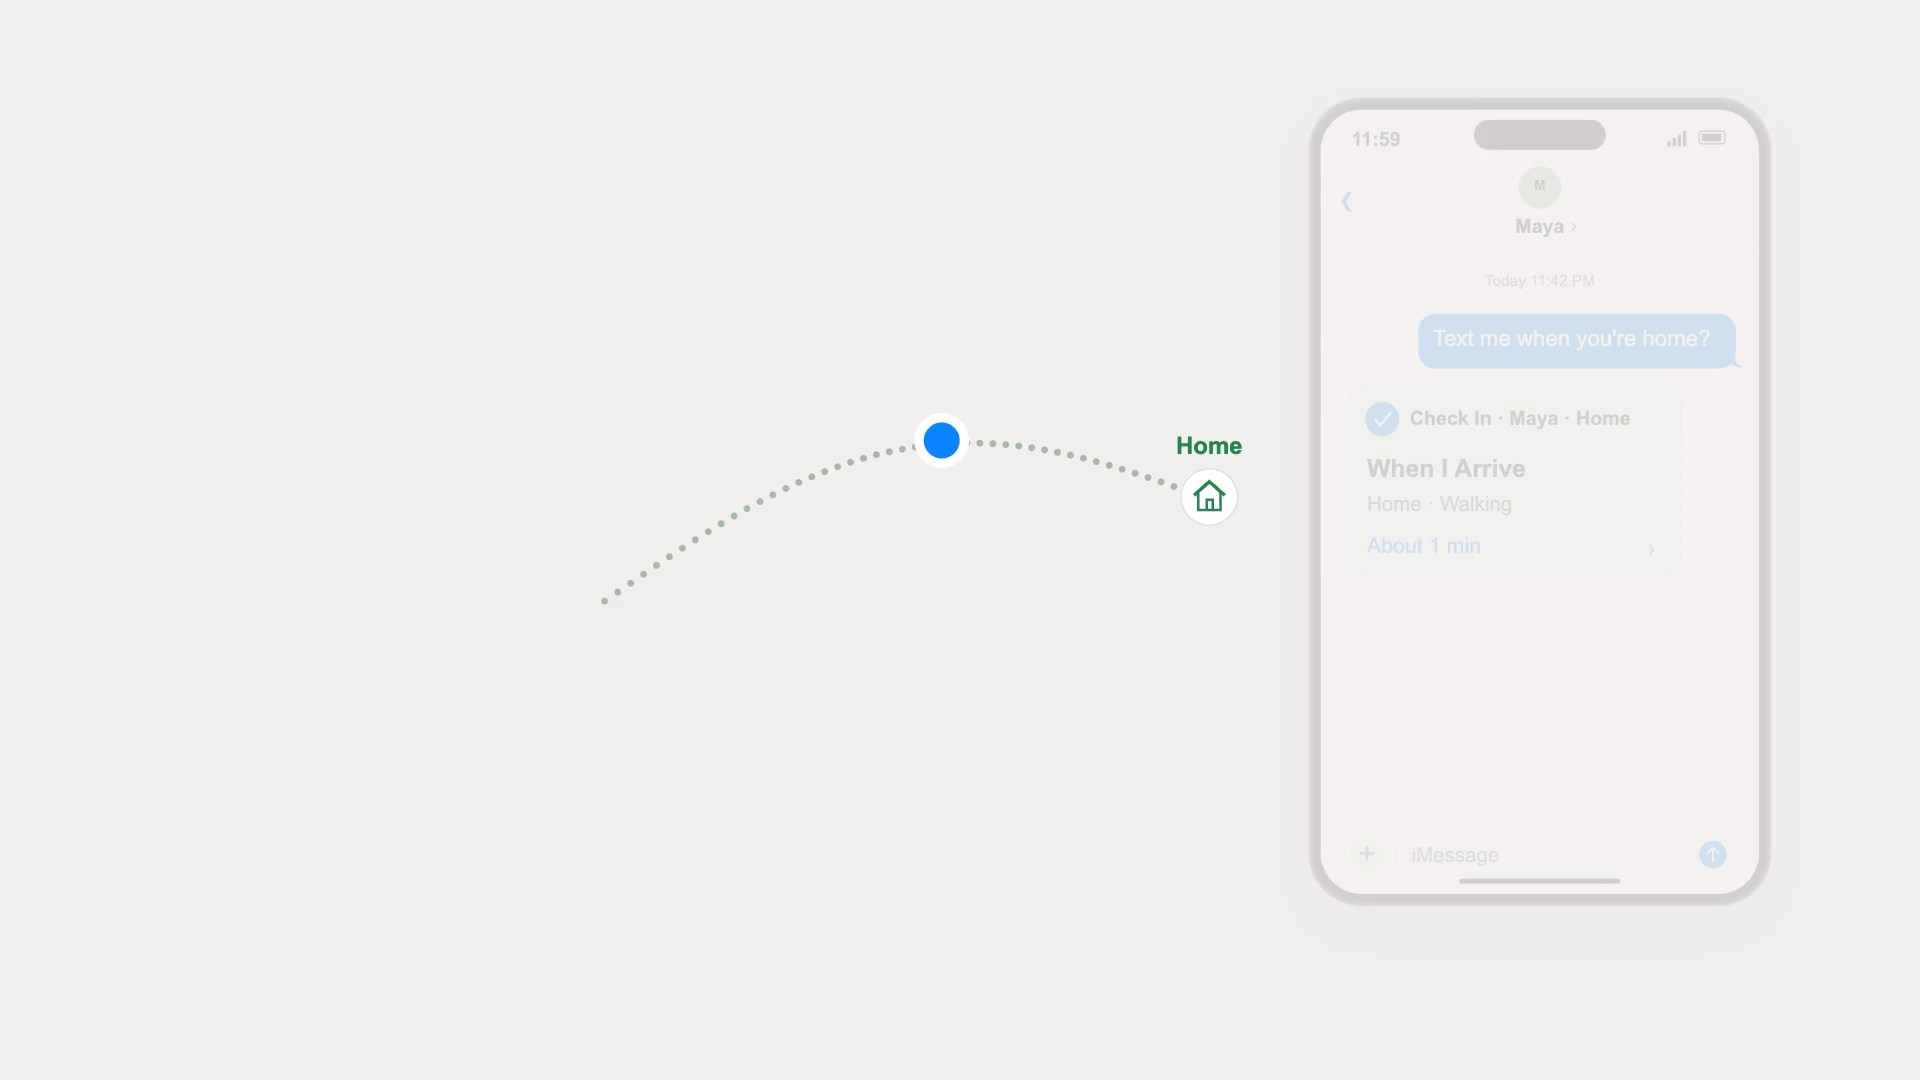 Home
11:59
M
Maya ›
Today 11:42 PM
Text me when you're home?
Check In · Maya · Home
When I Arrive
Home · Walking
About 1 min
iMessage